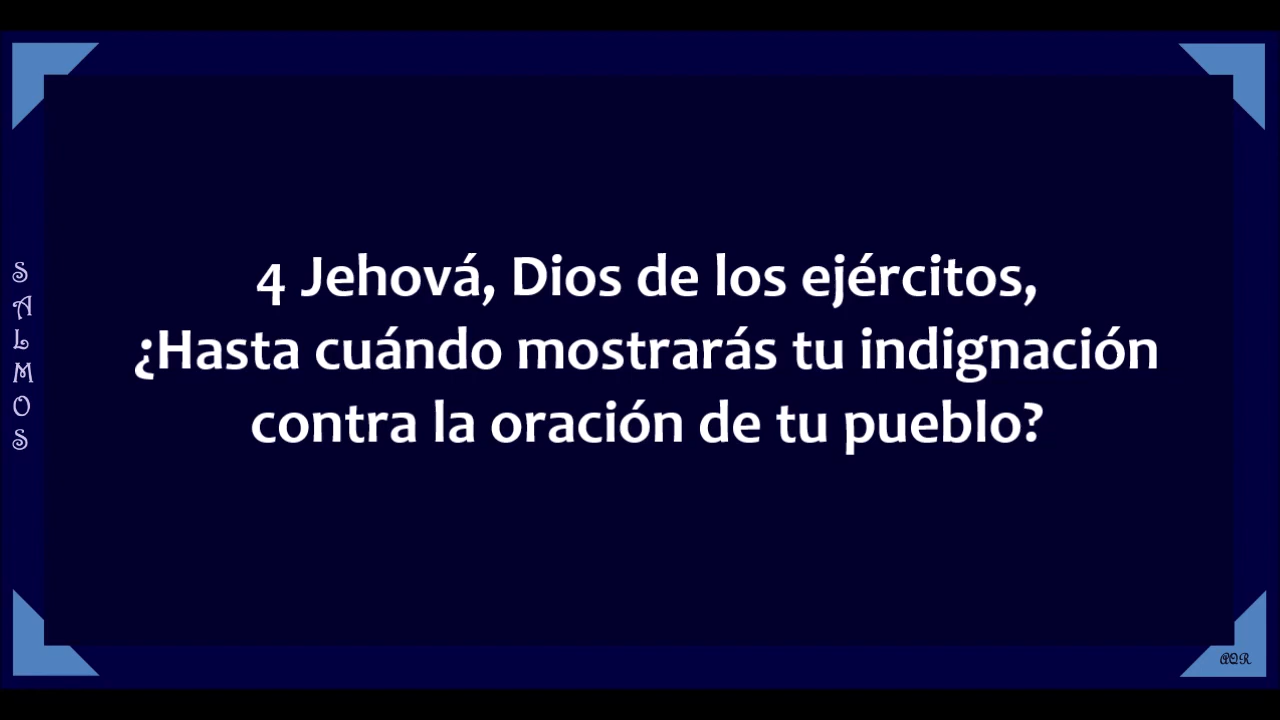 SALMOS
4 Jehová, Dios de los ejércitos,
¿Hasta cuándo mostrarás tu indignación
contra la oración de tu pueblo?